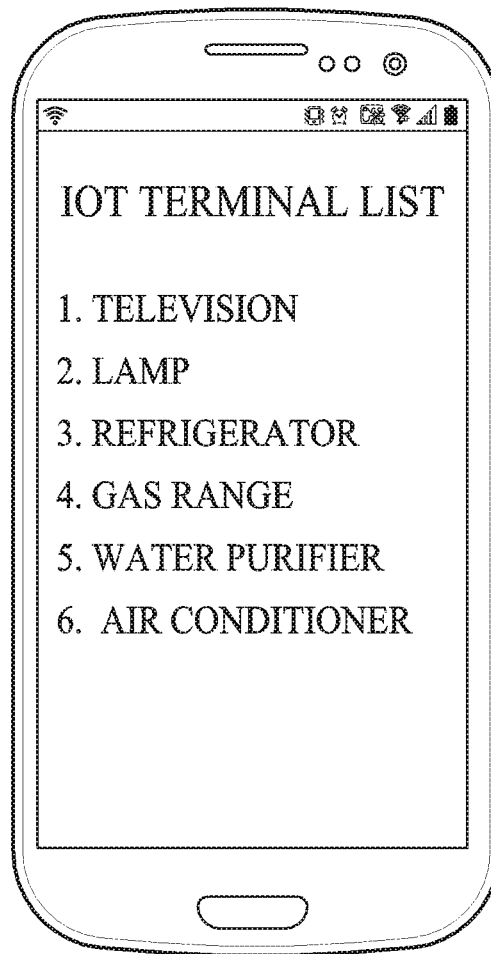 IOT TERMINAL LIST
1. TELEVISION
2. LAMP
3. REFRIGERATOR
4. GAS RANGE
5. WATER PURIFIER
6. AIR CONDITIONER